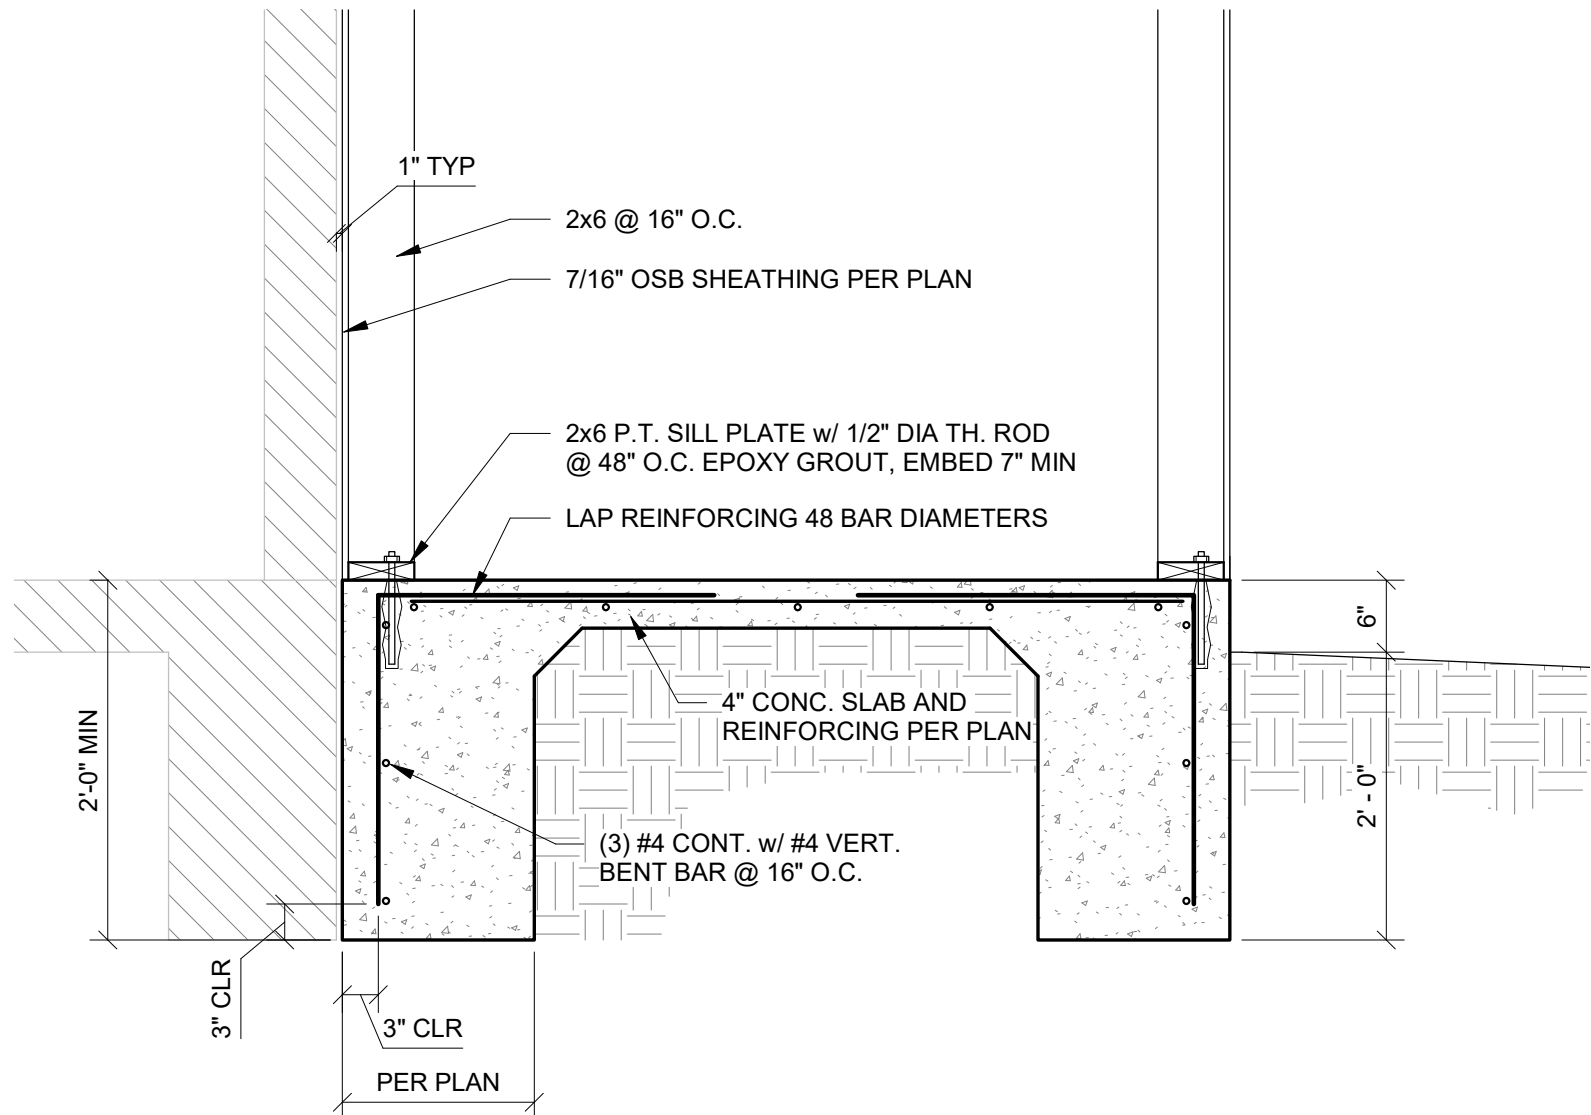 1" TYP
2x6 @ 16" O.C.
7/16" OSB SHEATHING PER PLAN
2x6 P.T. SILL PLATE w/ 1/2" DIA TH. ROD
@ 48" O.C. EPOXY GROUT, EMBED 7" MIN
LAP REINFORCING 48 BAR DIAMETERS
6"
4" CONC. SLAB AND
REINFORCING PER PLAN
2'-0" MIN
2' - 0"
(3) #4 CONT. w/ #4 VERT.
BENT BAR @ 16" O.C.
3" CLR
3" CLR
PER PLAN